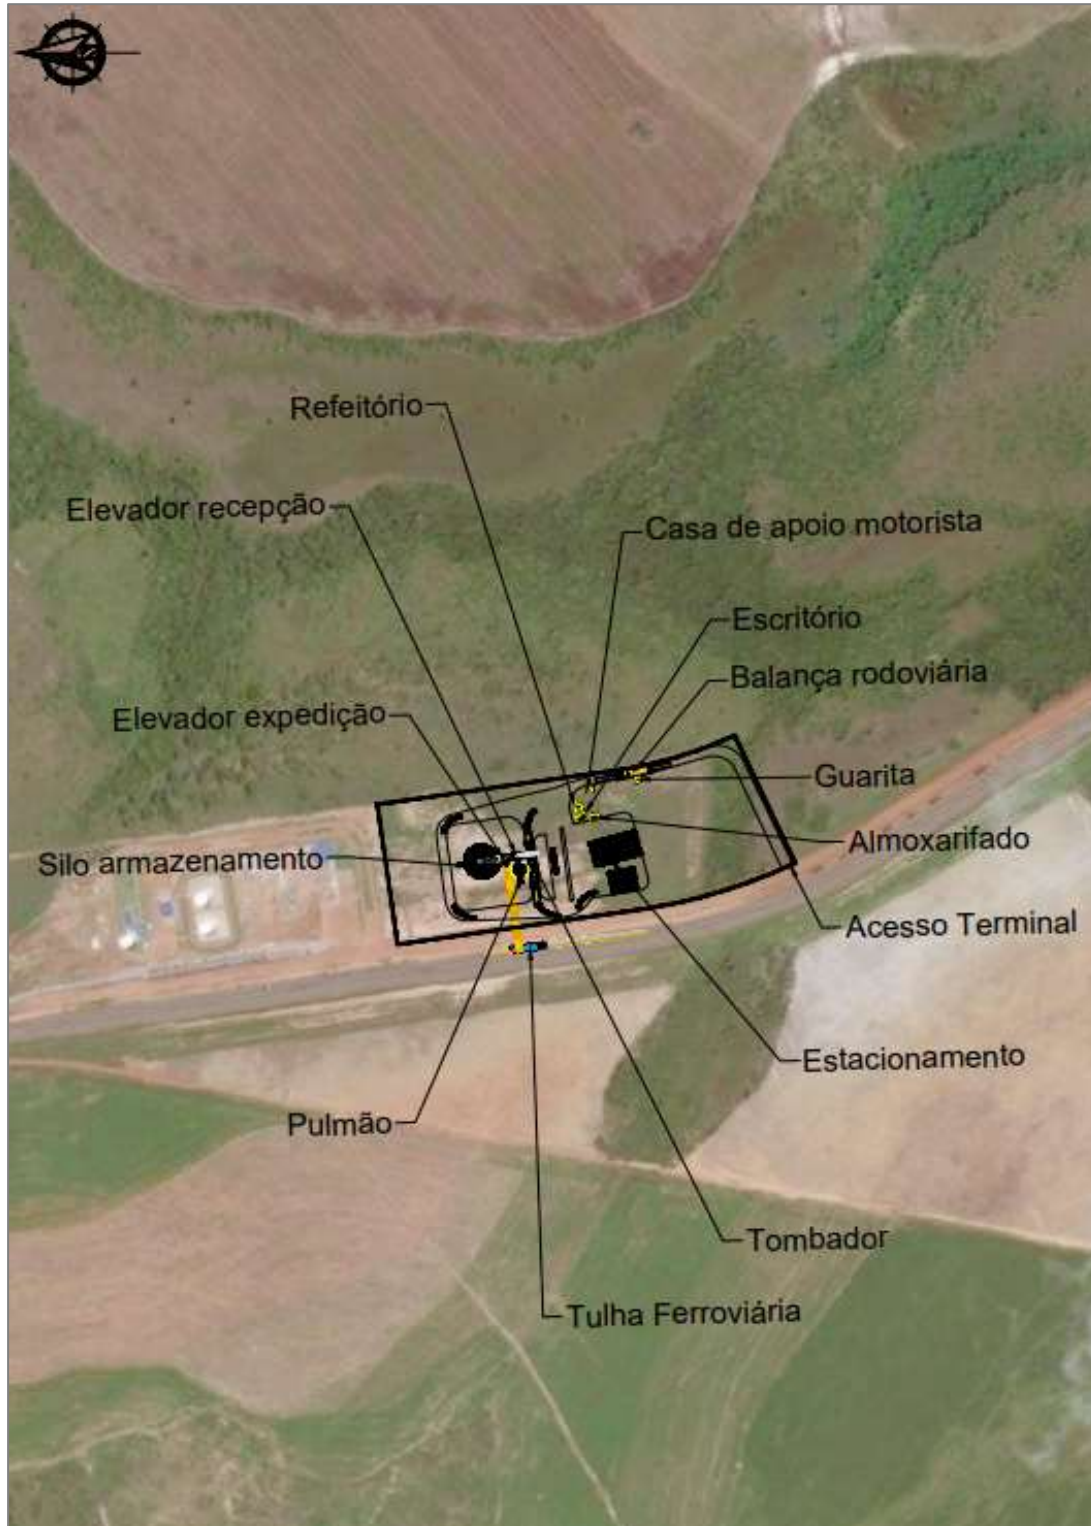 Refeitório
Elevador recepção
Casa de apoio motorista
Escritório
Balança rodoviária
Elevador expedição
Guarita
Almoxarifado
Silo armazenamento
Acesso Terminal
Estacionamento
Pulmão
Tombador
Tulha Ferroviária